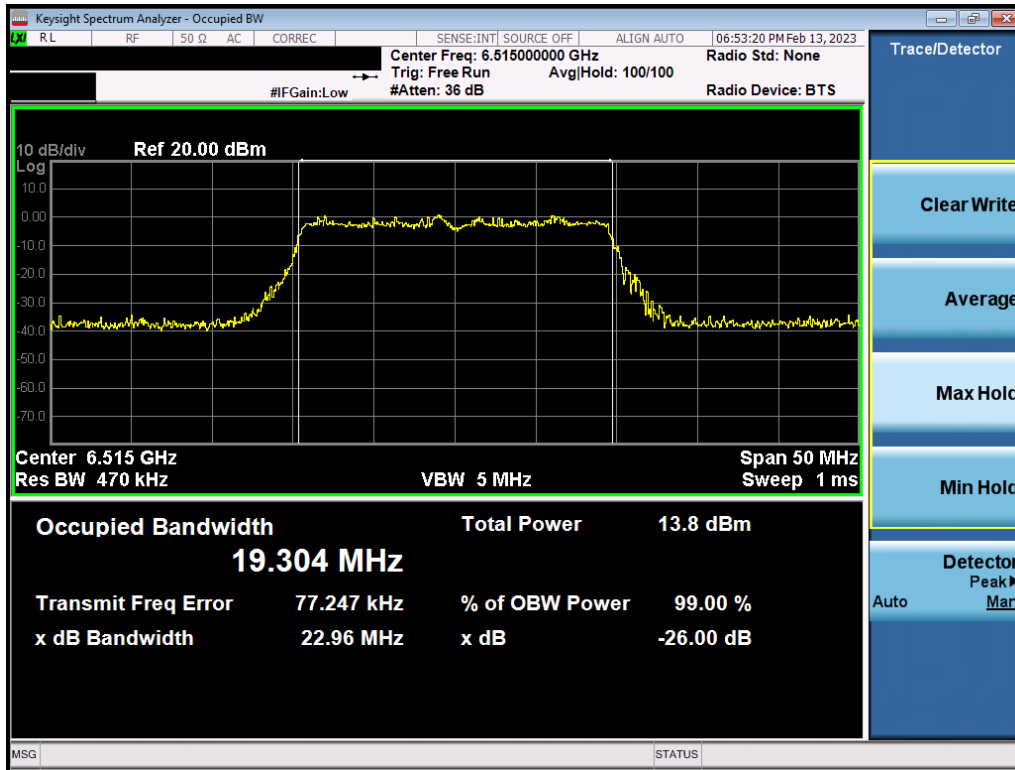 Keysight Spectrum Analyzer - Occupied BW
LXI RL RF 50 Ω AC CORREC SENSE:INT SOURCE OFF ALIGN AUTO 06:53:20 PM Feb 13, 2023
Center Freq: 6.515000000 GHz Radio Std: None
Trig: Free Run Avg|Hold: 100/100
#IFGain:Low #Atten: 36 dB Radio Device: BTS
10 dB/div Ref 20.00 dBm
Log
10.0
0.00
-10.0
-20.0
-30.0
-40.0
-50.0
-60.0
-70.0
Center 6.515 GHz Span 50 MHz
Res BW 470 kHz VBW 5 MHz Sweep 1 ms
Occupied Bandwidth Total Power 13.8 dBm
19.304 MHz
Transmit Freq Error 77.247 kHz % of OBW Power 99.00 %
x dB Bandwidth 22.96 MHz x dB -26.00 dB
MSG STATUS
Trace/Detector
Clear Write
Average
Max Hold
Min Hold
Detector
Peak
Auto Man